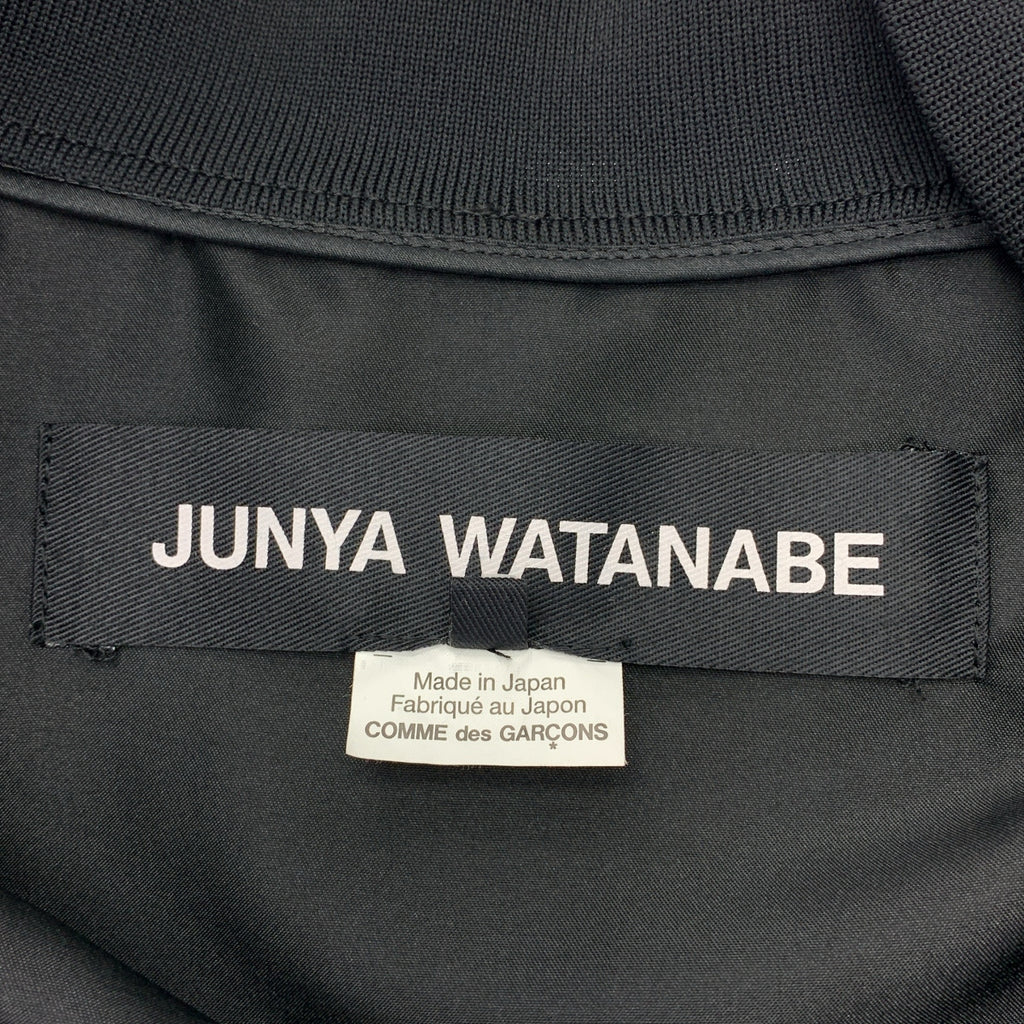 JUNYA WATANABE
Made in Japan
Fabriqué au Japon
COMME des GARÇONS
*